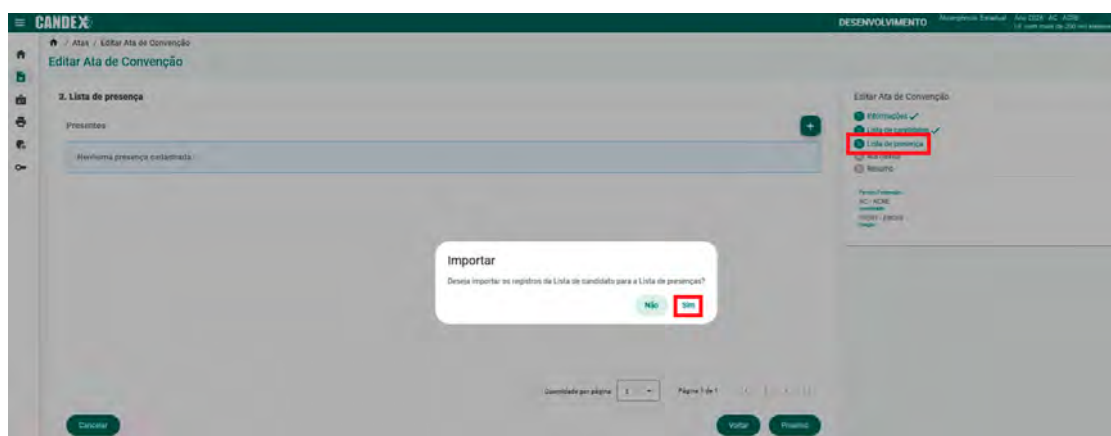 CANDEX
DESENVOLVIMENTO
Abrangência Estadual
/ Atas / Editar Ata de Convenção
Editar Ata de Convenção
3. Lista de presença
Presentes
Nenhuma presença cadastrada
Editar Ata de Convenção
Informações
Lista de candidatos
Lista de presença
Resumo
Importar
Deseja importar os registros da Lista de candidato para a Lista de presenças?
Não
Sim
Quantidade por página
Página 1 de 1
Cancelar
Voltar
Próximo